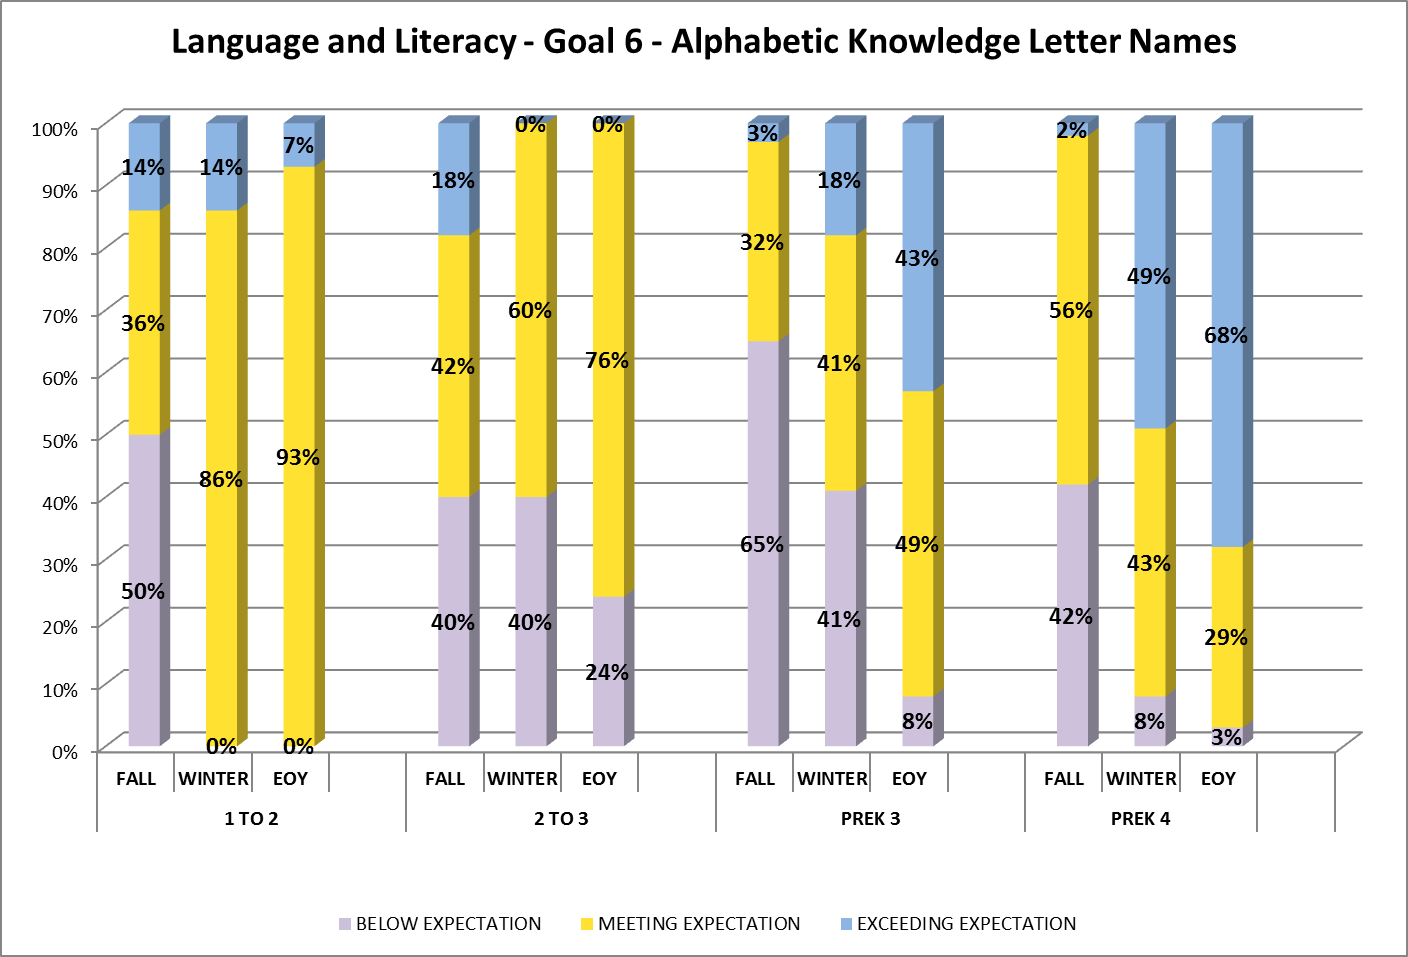 Language and Literacy - Goal 6 - Alphabetic Knowledge Letter Names
100%
90%
80%
70%
60%
50%
40%
30%
20%
10%
0%
14% 14% 7% 18% 0% 0% 3% 18% 43% 2% 49% 68%
36% 86% 93% 42% 60% 76% 32% 41% 49% 56% 43% 29%
50% 0% 0% 40% 40% 24% 65% 41% 8% 42% 8% 3%
FALL WINTER EOY FALL WINTER EOY FALL WINTER EOY FALL WINTER EOY
1 TO 2 2 TO 3 PREK 3 PREK 4
BELOW EXPECTATION MEETING EXPECTATION EXCEEDING EXPECTATION